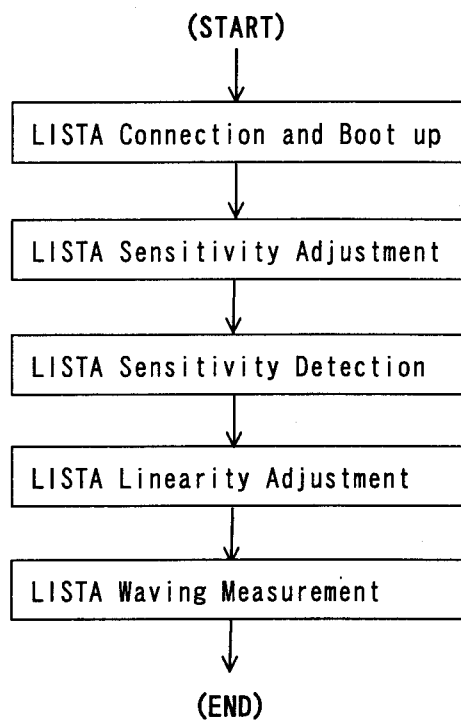 (START)
LISTA Connection and Boot up
LISTA Sensitivity Adjustment
LISTA Sensitivity Detection
LISTA Linearity Adjustment
LISTA Waving Measurement
(END)